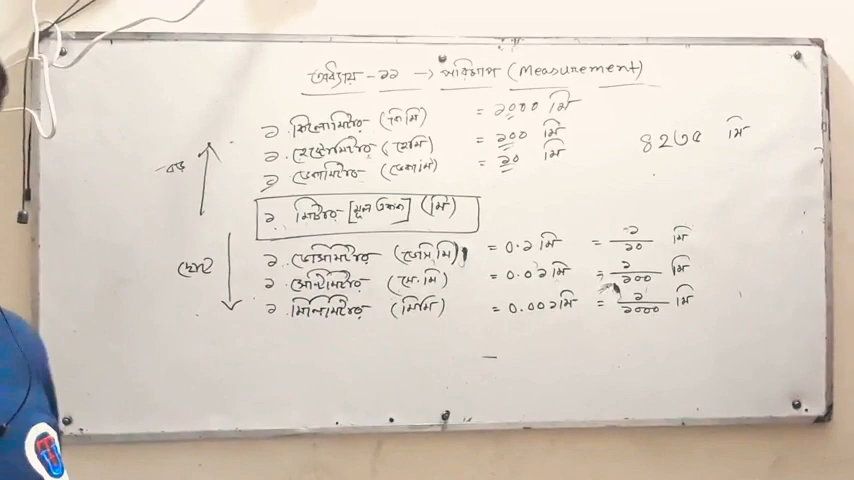 অধ্যায় - ১১ → পরিমাপ (Measurement)
১. কিলোমিটার (কিমি) = ১০০০ মি
১. হেক্টোমিটার (হেমি) = ১০০ মি
১. ডেকামিটার (ডেকামি) = ১০ মি
৪২৩৫ মি
বড়
১. মিটার [মূল একক] (মি)
ছোট
১. ডেসিমিটার (ডেসি.মি) = ০.১ মি = ১/১০ মি
১. সেন্টিমিটার (সে.মি) = ০.০১ মি = ১/১০০ মি
১. মিলিমিটার (মিমি) = ০.০০১ মি = ১/১০০০ মি